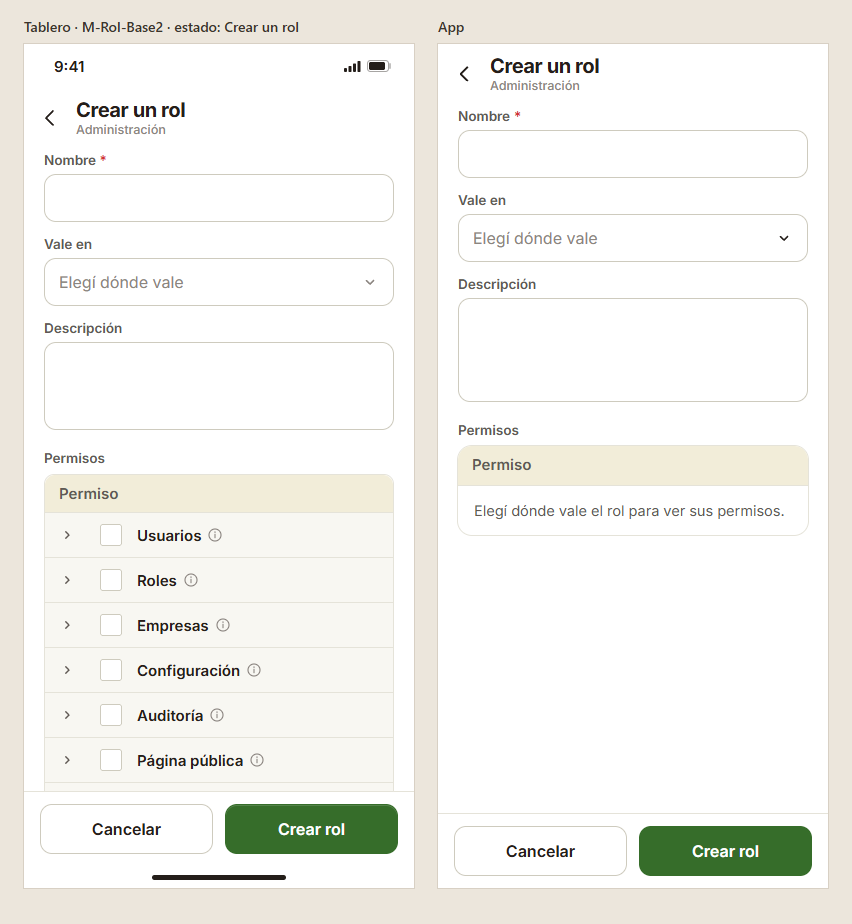 Tablero · M-Rol-Base2 · estado: Crear un rol
9:41
Crear un rol
Administración
Nombre *
Vale en
Elegí dónde vale
Descripción
Permisos
Permiso
Usuarios
Roles
Empresas
Configuración
Auditoría
Página pública
Cancelar
Crear rol
App
Crear un rol
Administración
Nombre *
Vale en
Elegí dónde vale
Descripción
Permisos
Permiso
Elegí dónde vale el rol para ver sus permisos.
Cancelar
Crear rol